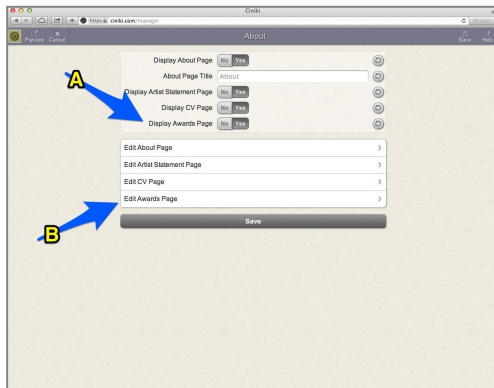 Ciniki
https ciniki.com/manager
Preview Cancel About Save Help
Display About Page No Yes
About Page Title About
Display Artist Statement Page No Yes
Display CV Page No Yes
Display Awards Page No Yes
A
Edit About Page
Edit Artist Statement Page
Edit CV Page
Edit Awards Page
B
Save